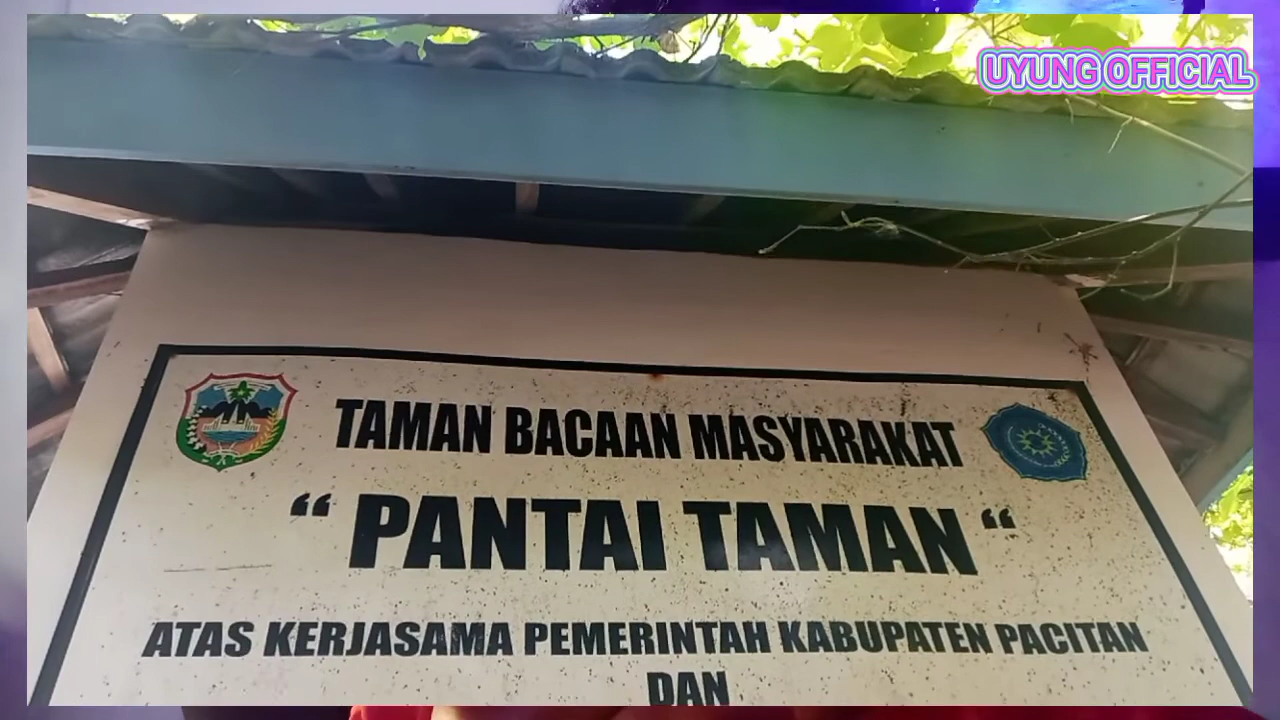 UYUNG OFFICIAL
TAMAN BACAAN MASYARAKAT
“ PANTAI TAMAN “
ATAS KERJASAMA PEMERINTAH KABUPATEN PACITAN
DAN